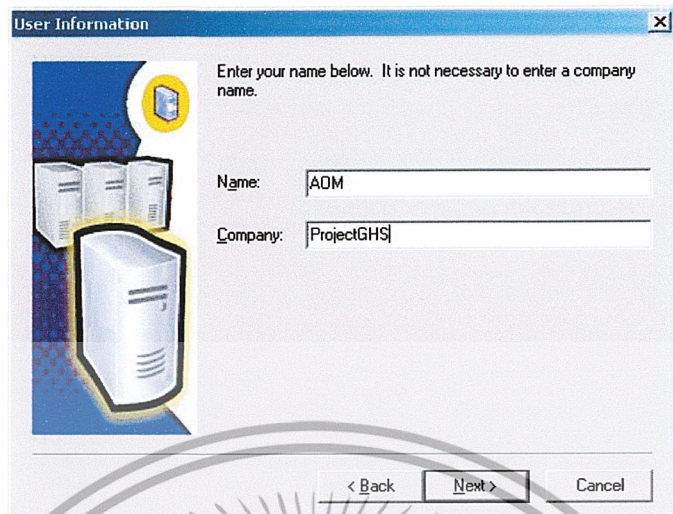 User Information
Enter your name below. It is not necessary to enter a company
name.
Name: AOM
Company: ProjectGHS
< Back Next > Cancel